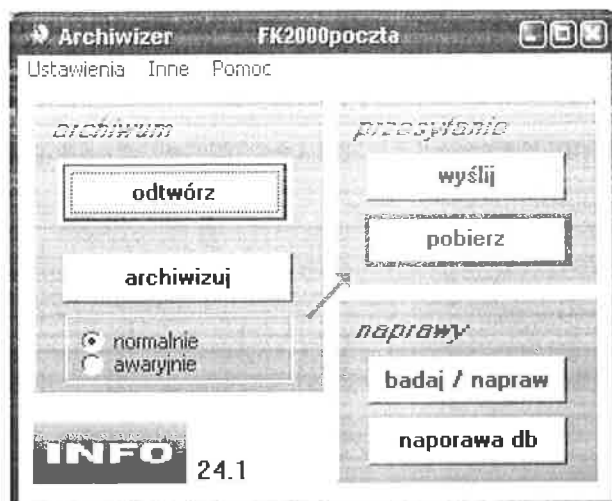 Archiwizer FK2000poczta
Ustawienia Inne Pomoc
archiwum
odtwórz
archiwizuj
normalnie
awaryjnie
INFO 24.1
przesyłanie
wyślij
pobierz
naprawy
badaj / napraw
naporawa db